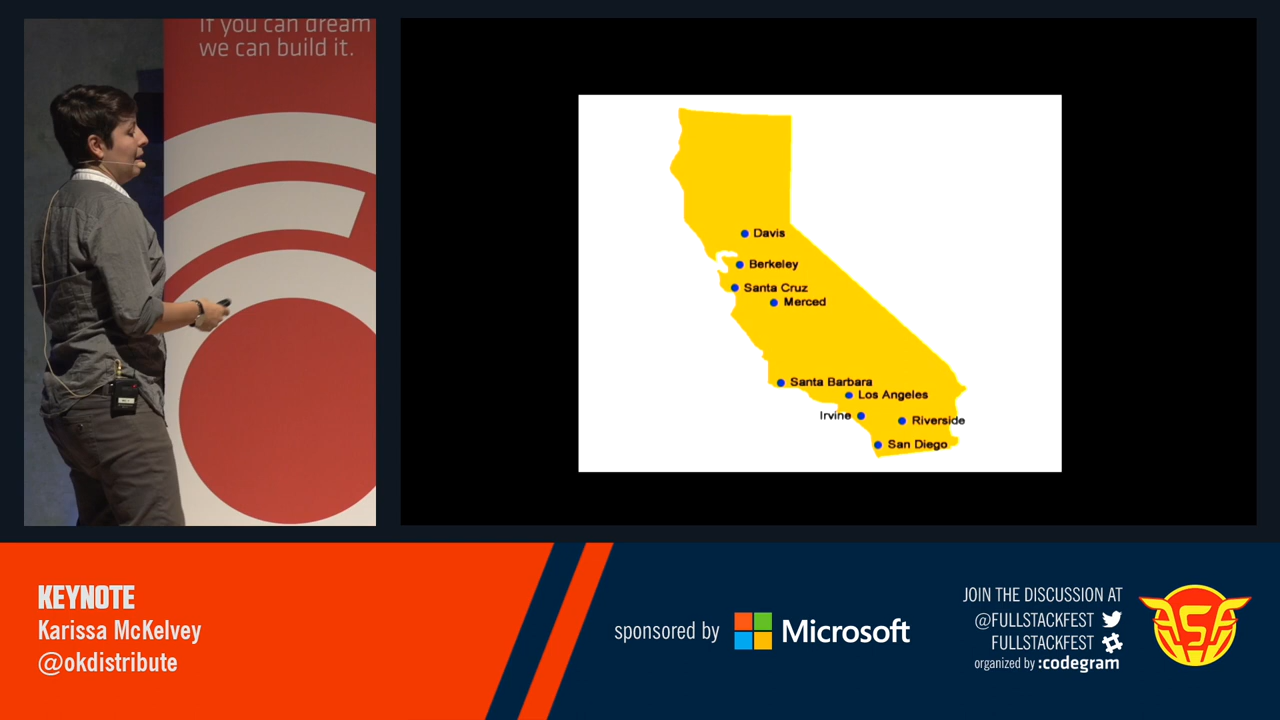 If you can dream
we can build it.
Davis
Berkeley
Santa Cruz
Merced
Santa Barbara
Los Angeles
Irvine
Riverside
San Diego
KEYNOTE
Karissa McKelvey
@okdistribute
sponsored by Microsoft
JOIN THE DISCUSSION AT
@FULLSTACKFEST
FULLSTACKFEST
organized by :codegram
FSF